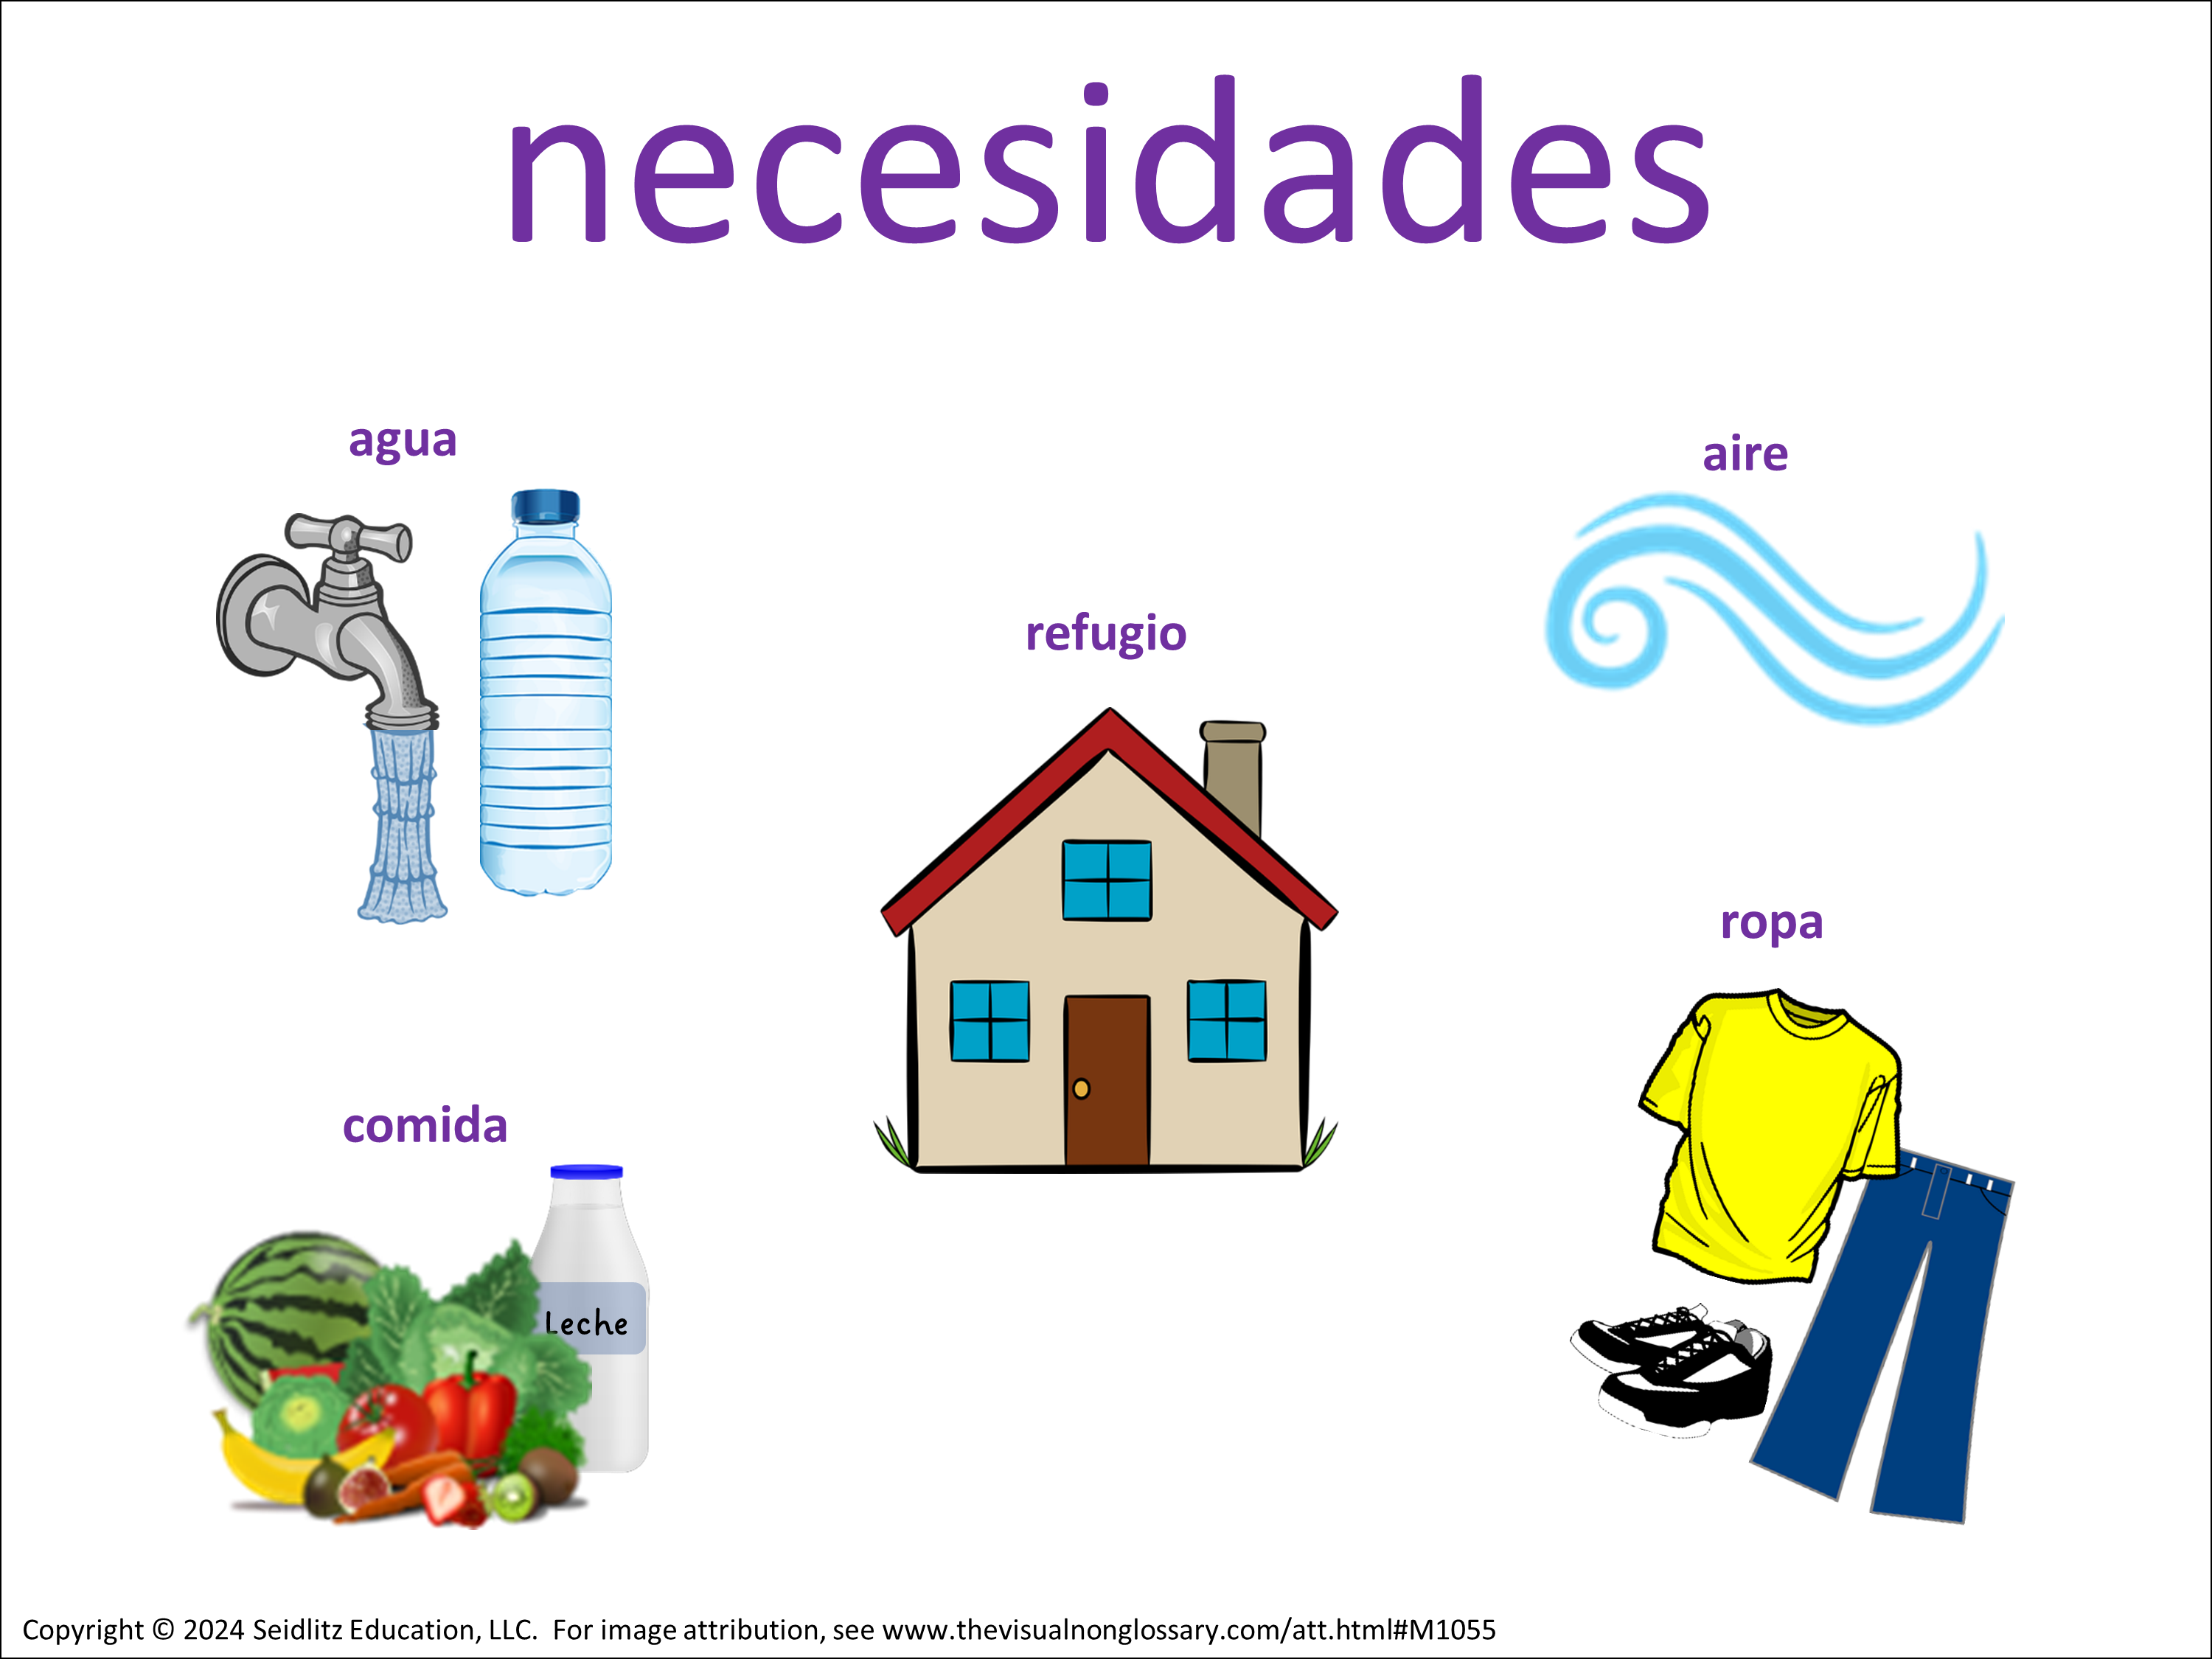 necesidades
agua
aire
refugio
ropa
comida
Leche
Copyright © 2024 Seidlitz Education, LLC.  For image attribution, see www.thevisualnonglossary.com/att.html#M1055